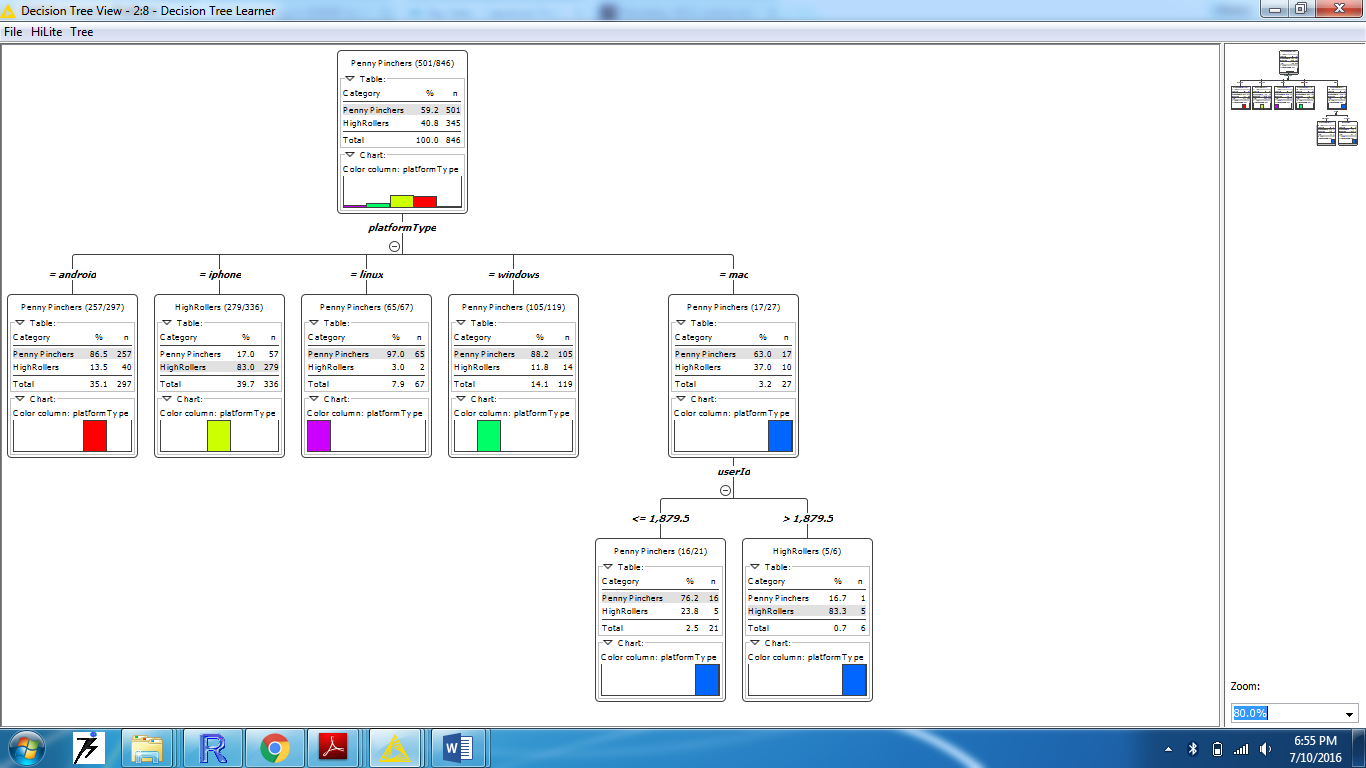 Decision Tree View - 2:8 - Decision Tree Learner
File HiLite Tree
Penny Pinchers (501/846)
Table:
Category % n
Penny Pinchers 59.2 501
HighRollers 40.8 345
Total 100.0 846
Chart:
Color column: platformType
platformType
= android
Penny Pinchers (257/297)
Table:
Category % n
Penny Pinchers 86.5 257
HighRollers 13.5 40
Total 35.1 297
Chart:
Color column: platformType
= iphone
HighRollers (279/336)
Table:
Category % n
Penny Pinchers 17.0 57
HighRollers 83.0 279
Total 39.7 336
Chart:
Color column: platformType
= linux
Penny Pinchers (65/67)
Table:
Category % n
Penny Pinchers 97.0 65
HighRollers 3.0 2
Total 7.9 67
Chart:
Color column: platformType
= windows
Penny Pinchers (105/119)
Table:
Category % n
Penny Pinchers 88.2 105
HighRollers 11.8 14
Total 14.1 119
Chart:
Color column: platformType
= mac
Penny Pinchers (17/27)
Table:
Category % n
Penny Pinchers 63.0 17
HighRollers 37.0 10
Total 3.2 27
Chart:
Color column: platformType
userId
<= 1,879.5
Penny Pinchers (16/21)
Table:
Category % n
Penny Pinchers 76.2 16
HighRollers 23.8 5
Total 2.5 21
Chart:
Color column: platformType
> 1,879.5
HighRollers (5/6)
Table:
Category % n
Penny Pinchers 16.7 1
HighRollers 83.3 5
Total 0.7 6
Chart:
Color column: platformType
Zoom:
80.0%
6:55 PM
7/10/2016